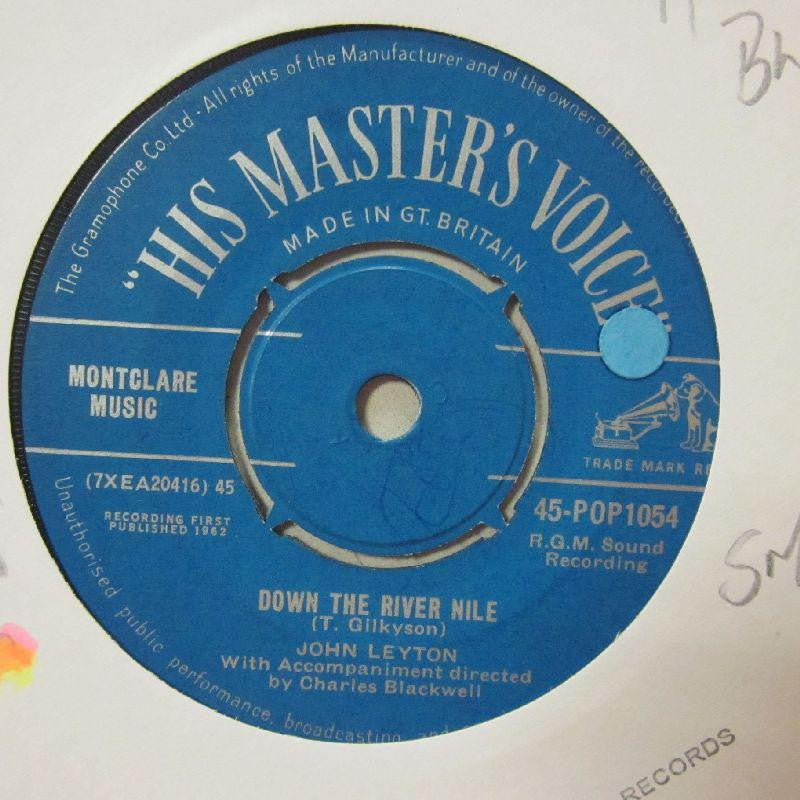 The Gramophone Co. Ltd · All rights of the Manufacturer and of the owner of the recorded
"HIS MASTER'S VOICE"
MADE IN GT. BRITAIN
MONTCLARE
MUSIC
TRADE MARK RE
(7XEA20416) 45
45-POP1054
RECORDING FIRST
PUBLISHED 1962
R.G.M. Sound
Recording
DOWN THE RIVER NILE
(T. Gilkyson)
JOHN LEYTON
With Accompaniment directed
by Charles Blackwell
Unauthorised public performance, broadcasting and
RECORDS